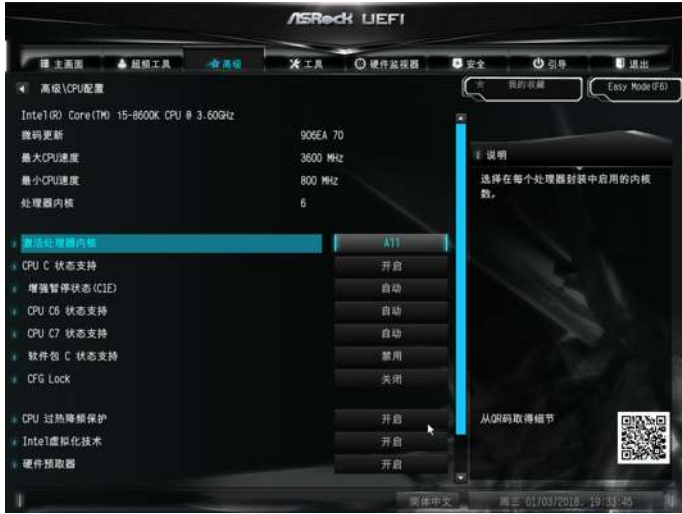 ASRock UEFI
主画面 超频工具 高级 工具 硬件监视器 安全 引导 退出
高级\CPU配置
我的收藏
Easy Mode(F6)
Intel(R) Core(TM) i5-8600K CPU @ 3.60GHz
微码更新 906EA 70
最大CPU速度 3600 MHz
最小CPU速度 800 MHz
处理器内核 6
激活处理器内核 All
CPU C 状态支持 开启
增强暂停状态(C1E) 自动
CPU C6 状态支持 自动
CPU C7 状态支持 自动
软件包 C 状态支持 禁用
CFG Lock 关闭
CPU 过热降频保护 开启
Intel虚拟化技术 开启
硬件预取器 开启
说明
选择在每个处理器封装中启用的内核
数。
从QR码取得细节
简体中文
周三 01/03/2018, 19:33:45